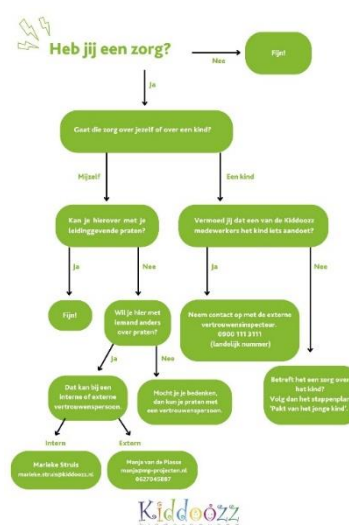 Heb jij een zorg?
Nee
Fijn!
Ja
Gaat die zorg over jezelf of over een kind?
Mijzelf
Een kind
Kan je hierover met je
leidinggevende praten?
Vermoed jij dat een van de Kiddoozz
medewerkers het kind iets aandoet?
Ja
Nee
Ja
Nee
Fijn!
Wil je hier met
iemand anders
over praten?
Neem contact op met de externe
vertrouwensinspecteur.
0900 111 3111
(landelijk nummer)
Ja
Nee
Dat kan bij een
interne of externe
vertrouwenspersoon.
Mocht je je bedenken,
dan kun je praten met
een vertrouwenspersoon.
Betreft het een zorg over
het kind?
Volg dan het stappenplan
'Pakt van het jonge kind'.
Intern
Extern
Marieke Struis
marieke.struis@kiddoozz.nl
Manja van de Plasse
0627345887
Kiddoozz